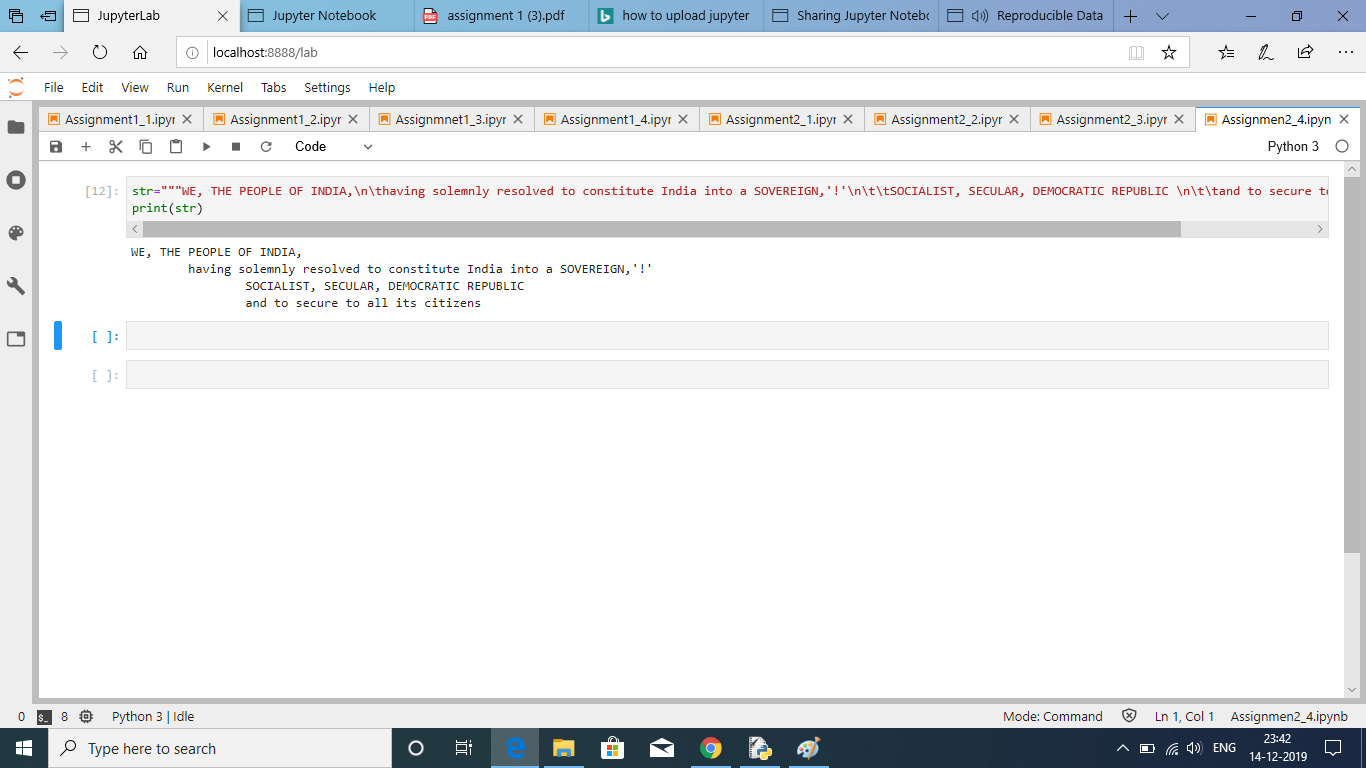 JupyterLab
Jupyter Notebook
assignment 1 (3).pdf
how to upload jupyter
Sharing Jupyter Notebo
Reproducible Data
localhost:8888/lab
File Edit View Run Kernel Tabs Settings Help
Assignment1_1.ipyr
Assignment1_2.ipyr
Assignmnet1_3.ipyr
Assignment1_4.ipyr
Assignment2_1.ipyr
Assignment2_2.ipyr
Assignment2_3.ipyr
Assignmen2_4.ipyn
Code
Python 3
[12]:
str="""WE, THE PEOPLE OF INDIA,\n\thaving solemnly resolved to constitute India into a SOVEREIGN,'!'\n\t\tSOCIALIST, SECULAR, DEMOCRATIC REPUBLIC \n\t\tand to secure to
print(str)
WE, THE PEOPLE OF INDIA,
having solemnly resolved to constitute India into a SOVEREIGN,'!'
SOCIALIST, SECULAR, DEMOCRATIC REPUBLIC
and to secure to all its citizens
[ ]:
[ ]:
0 8 Python 3 | Idle
Mode: Command Ln 1, Col 1 Assignmen2_4.ipynb
Type here to search
ENG
23:42
14-12-2019